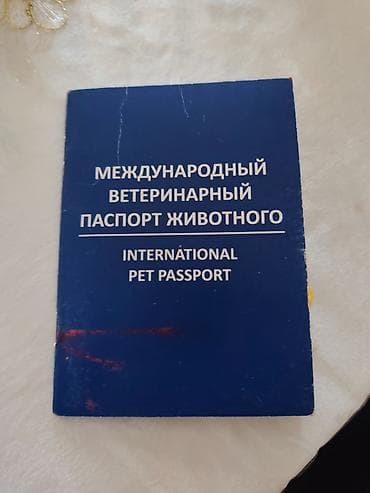 МЕЖДУНАРОДНЫЙ
ВЕТЕРИНАРНЫЙ
ПАСПОРТ ЖИВОТНОГО
INTERNATIONAL
PET PASSPORT